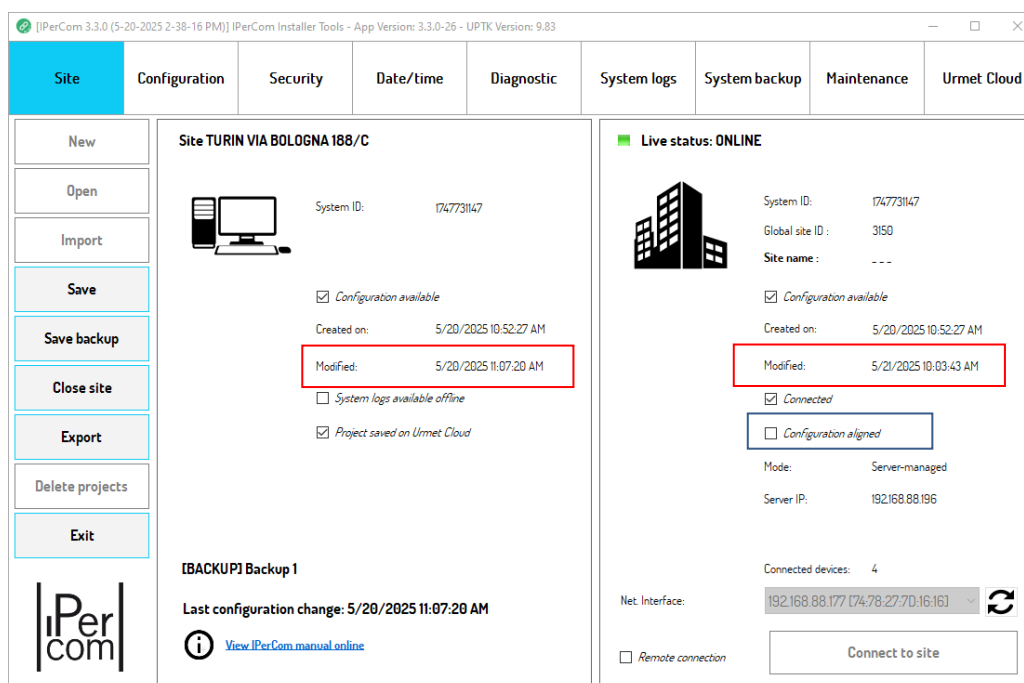 [IPerCom 3.3.0 (5-20-2025 2-38-16 PM)] IPerCom Installer Tools - App Version: 3.3.0-26 - UPTK Version: 9.83
Site
Configuration
Security
Date/time
Diagnostic
System logs
System backup
Maintenance
Urmet Cloud
New
Open
Import
Save
Save backup
Close site
Export
Delete projects
Exit
IPer
com
Site TURIN VIA BOLOGNA 188/C
System ID: 1747731147
Configuration available
Created on: 5/20/2025 10:52:27 AM
Modified: 5/20/2025 11:07:20 AM
System logs available offline
Project saved on Urmet Cloud
[BACKUP] Backup 1
Last configuration change: 5/20/2025 11:07:20 AM
View IPerCom manual online
Live status: ONLINE
System ID: 1747731147
Global site ID : 3150
Site name : _ _ _
Configuration available
Created on: 5/20/2025 10:52:27 AM
Modified: 5/21/2025 10:03:43 AM
Connected
Configuration aligned
Mode: Server-managed
Server IP: 192.168.88.196
Connected devices: 4
Net. Interface: 192.168.88.177 [74:78:27:7D:16:16]
Remote connection
Connect to site